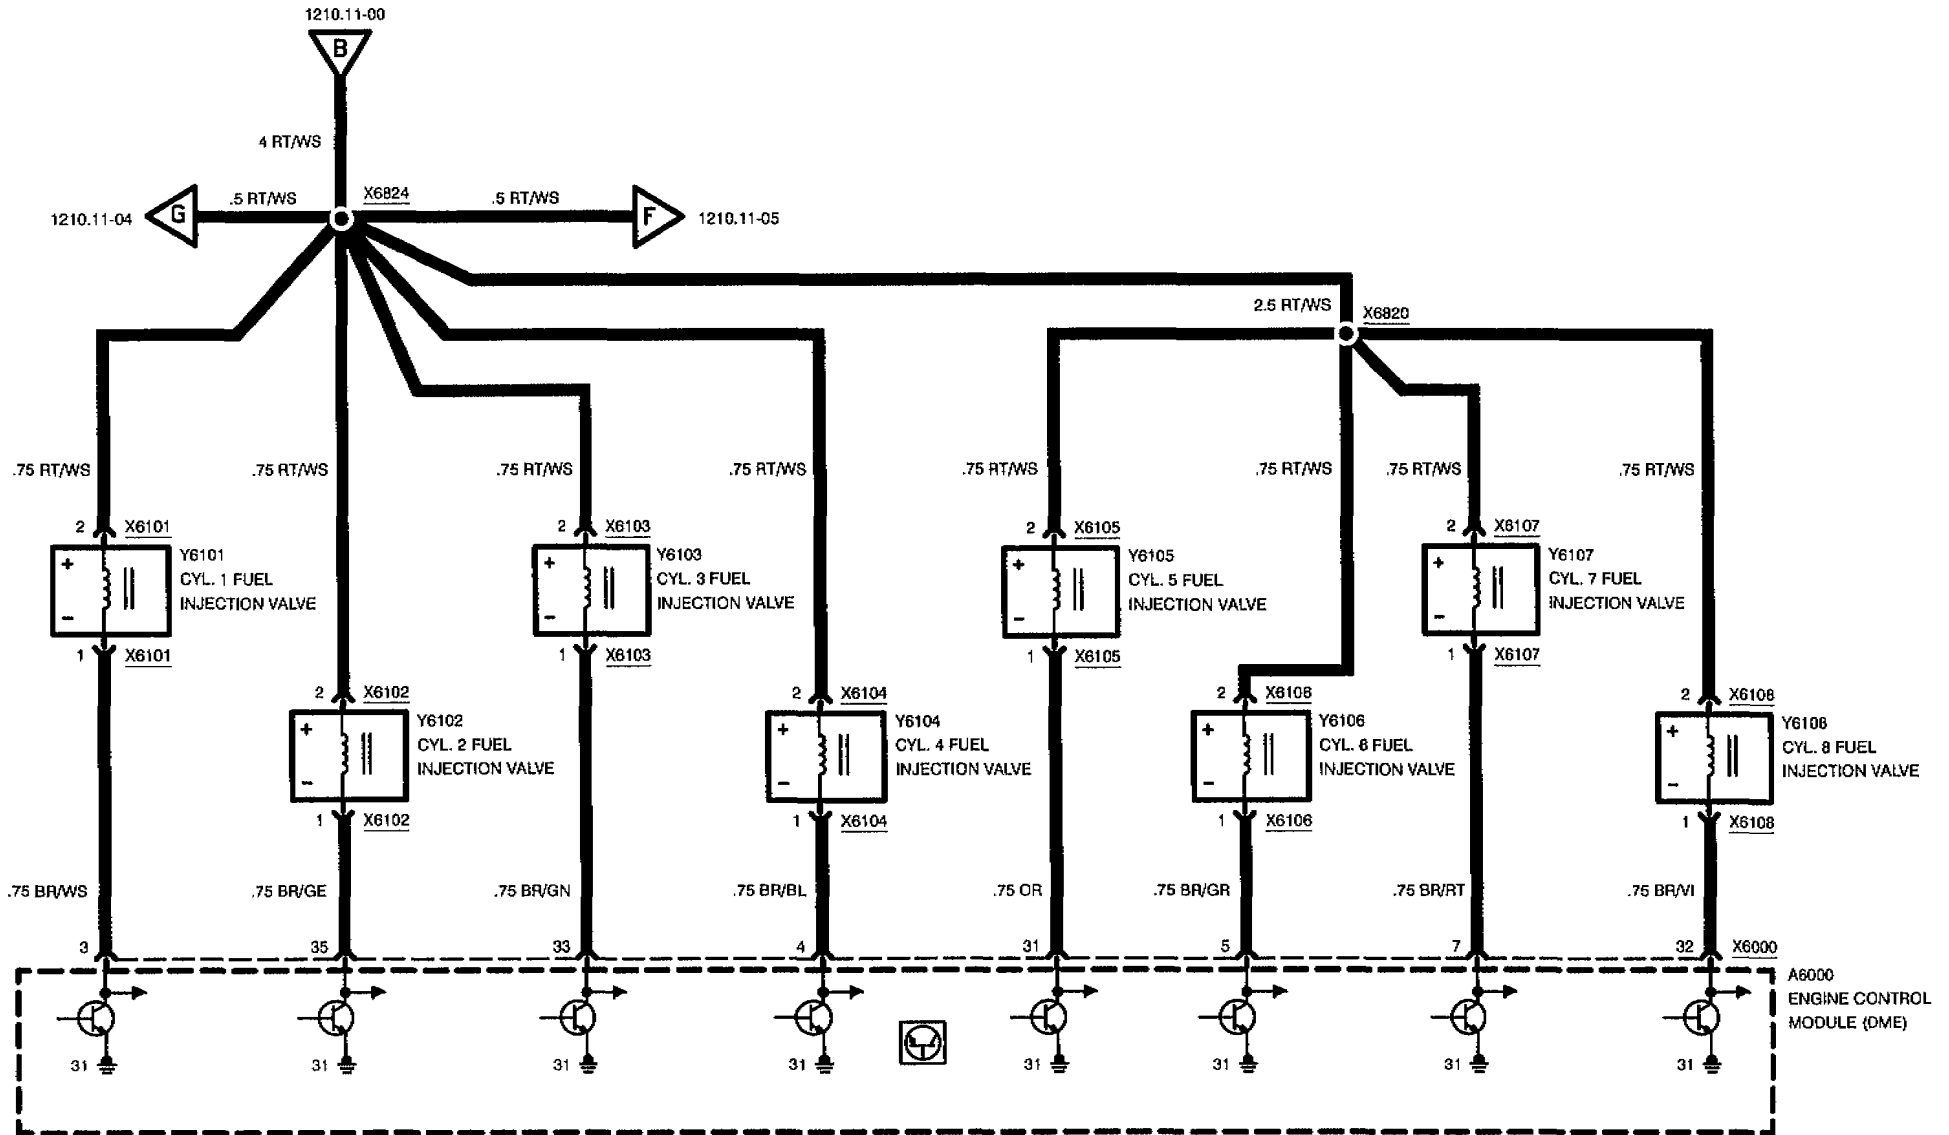 1210.11-00
B
4 RT/WS
1210.11-04
G
.5 RT/WS
X6824
.5 RT/WS
F
1210.11-05
2.5 RT/WS
X6820
.75 RT/WS
.75 RT/WS
.75 RT/WS
.75 RT/WS
.75 RT/WS
.75 RT/WS
.75 RT/WS
.75 RT/WS
2 X6101
+
-
Y6101
CYL. 1 FUEL
INJECTION VALVE
1 X6101
2 X6103
+
-
Y6103
CYL. 3 FUEL
INJECTION VALVE
1 X6103
2 X6105
+
-
Y6105
CYL. 5 FUEL
INJECTION VALVE
1 X6105
2 X6107
+
-
Y6107
CYL. 7 FUEL
INJECTION VALVE
1 X6107
2 X6102
+
-
Y6102
CYL. 2 FUEL
INJECTION VALVE
1 X6102
2 X6104
+
-
Y6104
CYL. 4 FUEL
INJECTION VALVE
1 X6104
2 X6106
+
-
Y6106
CYL. 6 FUEL
INJECTION VALVE
1 X6106
2 X6108
+
-
Y6108
CYL. 8 FUEL
INJECTION VALVE
1 X6108
.75 BR/WS
.75 BR/GE
.75 BR/GN
.75 BR/BL
.75 OR
.75 BR/GR
.75 BR/RT
.75 BR/VI
3
35
33
4
31
5
7
32
X6000
A6000
ENGINE CONTROL
MODULE (DME)
31
31
31
31
31
31
31
31